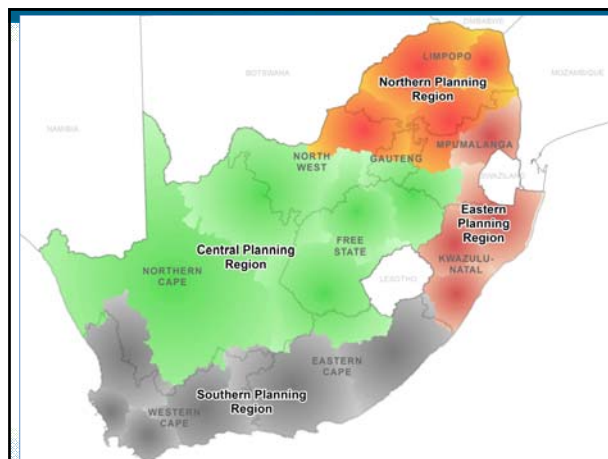 ZIMBABWE
LIMPOPO
BOTSWANA
Northern Planning
Region
MOZAMBIQUE
NAMIBIA
MPUMALANGA
NORTH
WEST
GAUTENG
SWAZILAND
Eastern Planning
Region
Central Planning
Region
FREE
STATE
KWAZULU-
NATAL
NORTHERN
CAPE
LESOTHO
EASTERN
CAPE
Southern Planning
Region
WESTERN
CAPE